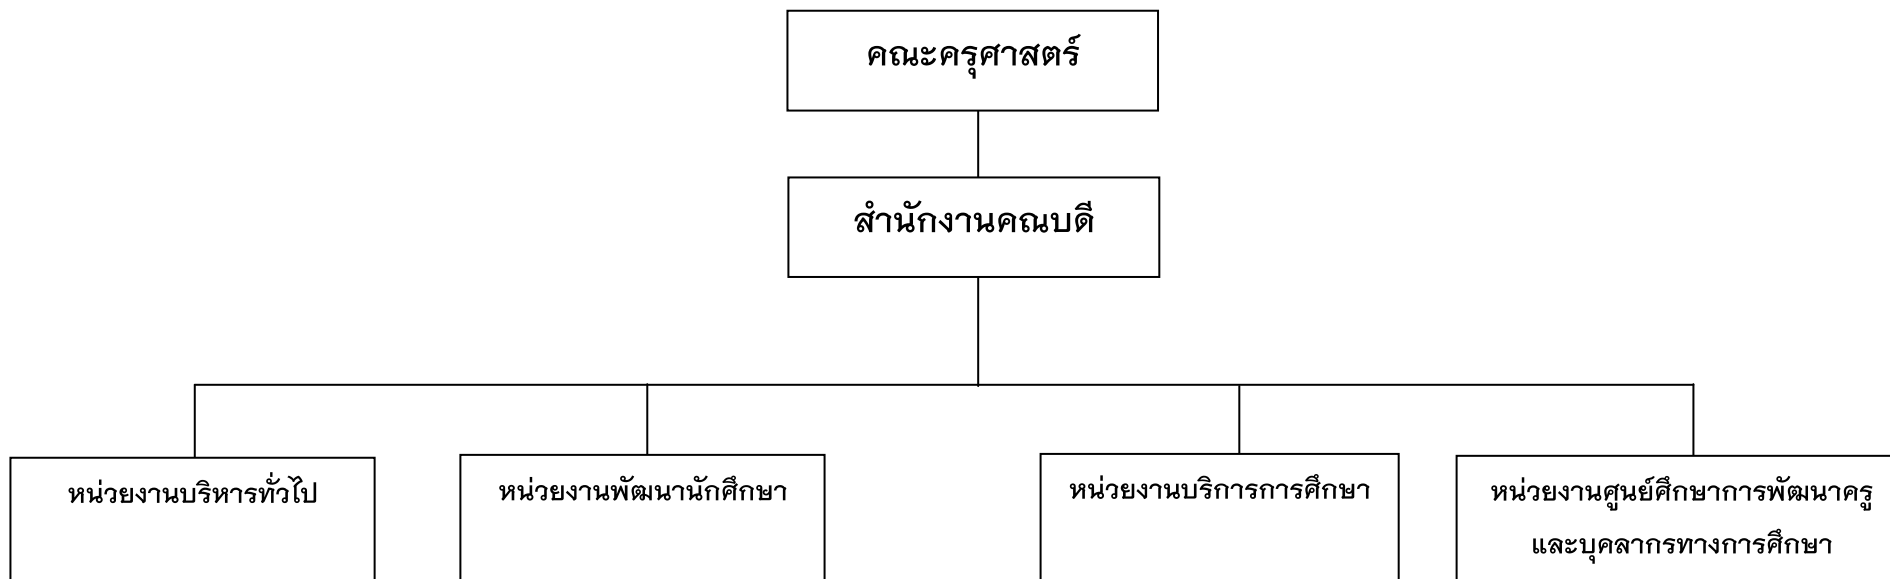 คณะครุศาสตร์
สำนักงานคณบดี
หน่วยงานบริหารทั่วไป
หน่วยงานพัฒนานักศึกษา
หน่วยงานบริการการศึกษา
หน่วยงานศูนย์ศึกษาการพัฒนาครู
และบุคลากรทางการศึกษา